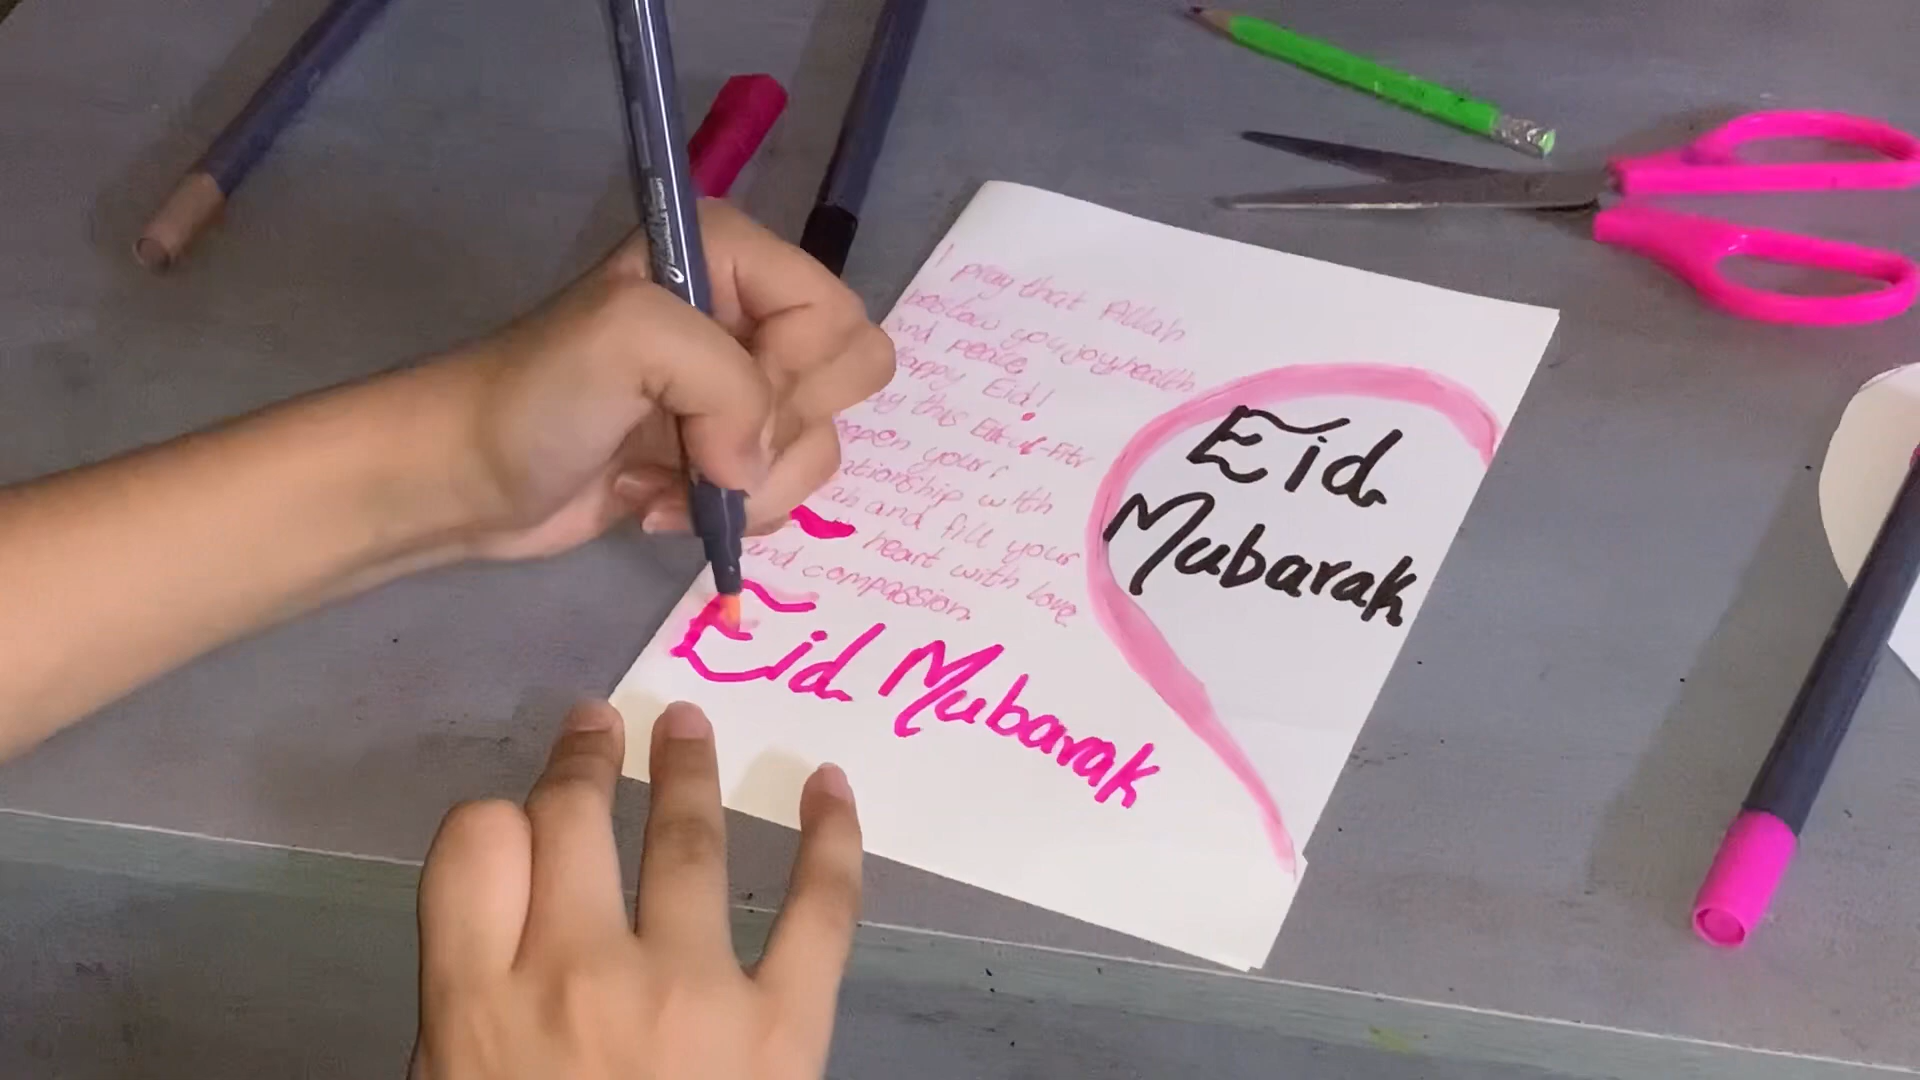 I pray that Allah
bestow you joy, health
and peace
Happy Eid!
this Eid ul-Fitr
your
with
and fill your
heart with love
and compassion.
Eid Mubarak
Eid
Mubarak